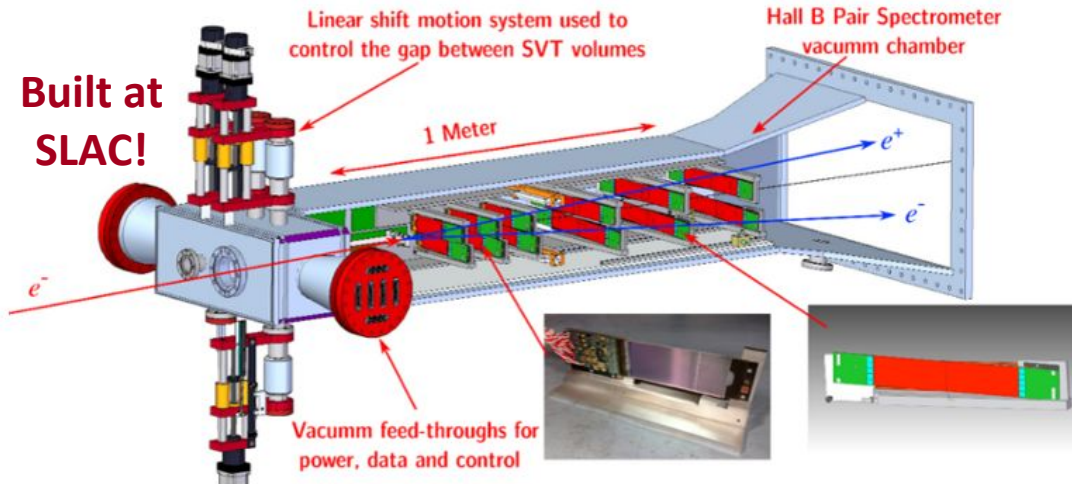 Built at
SLAC!
Linear shift motion system used to
control the gap between SVT volumes
Hall B Pair Spectrometer
vacumm chamber
1 Meter
e⁺
e⁻
e⁻
Vacumm feed-throughs for
power, data and control